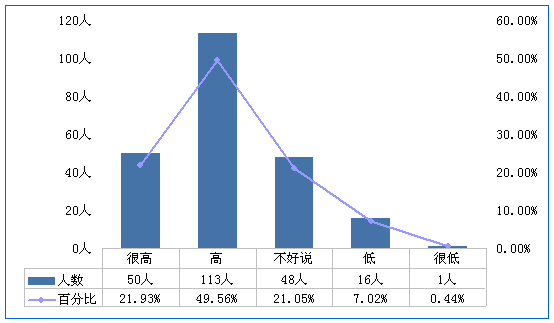 120人 60.00%
100人 50.00%
80人 40.00%
60人 30.00%
40人 20.00%
20人 10.00%
0人 0.00%
很高 高 不好说 低 很低
人数 50人 113人 48人 16人 1人
百分比 21.93% 49.56% 21.05% 7.02% 0.44%